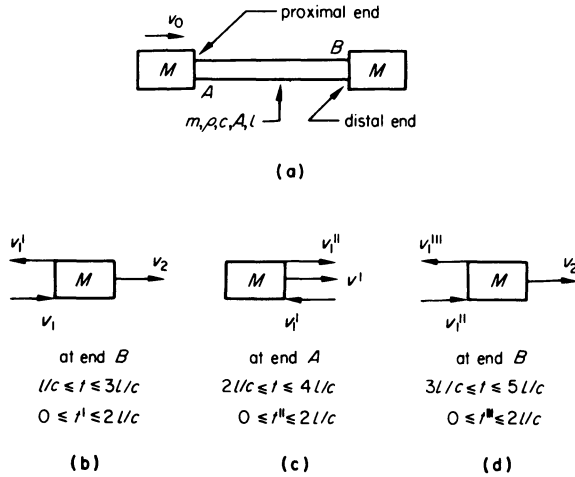 proximal end
v₀
B
M
M
A
m, ρ, c, A, l
distal end
(a)
v₁ᴵ
M
v₂
v₁
at end B
l/c ≤ t ≤ 3l/c
0 ≤ tᴵ ≤ 2l/c
(b)
v₁ᴵᴵ
M
vᴵ
v₁ᴵ
at end A
2l/c ≤ t ≤ 4l/c
0 ≤ tᴵᴵ ≤ 2l/c
(c)
v₁ᴵᴵᴵ
M
v₂
v₁ᴵᴵ
at end B
3l/c ≤ t ≤ 5l/c
0 ≤ tᴵᴵᴵ ≤ 2l/c
(d)